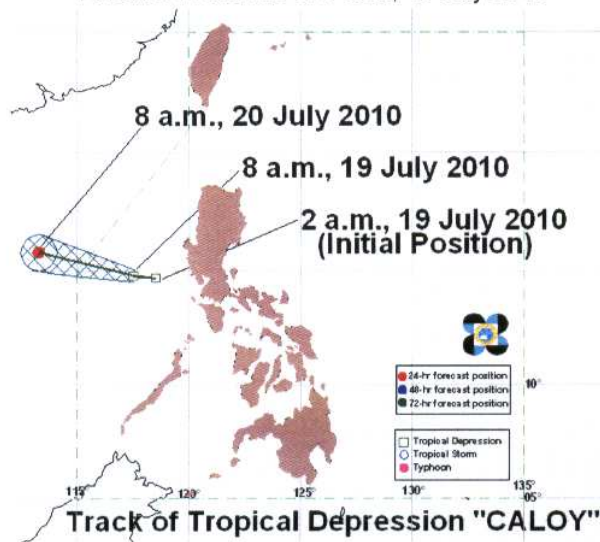 8 a.m., 20 July 2010
8 a.m., 19 July 2010
2 a.m., 19 July 2010
(Initial Position)
24-hr forecast position
48-hr forecast position
72-hr forecast position
10°
Tropical Depression
Tropical Storm
Typhoon
115° 120° 125° 130° 135°
05°
Track of Tropical Depression "CALOY"